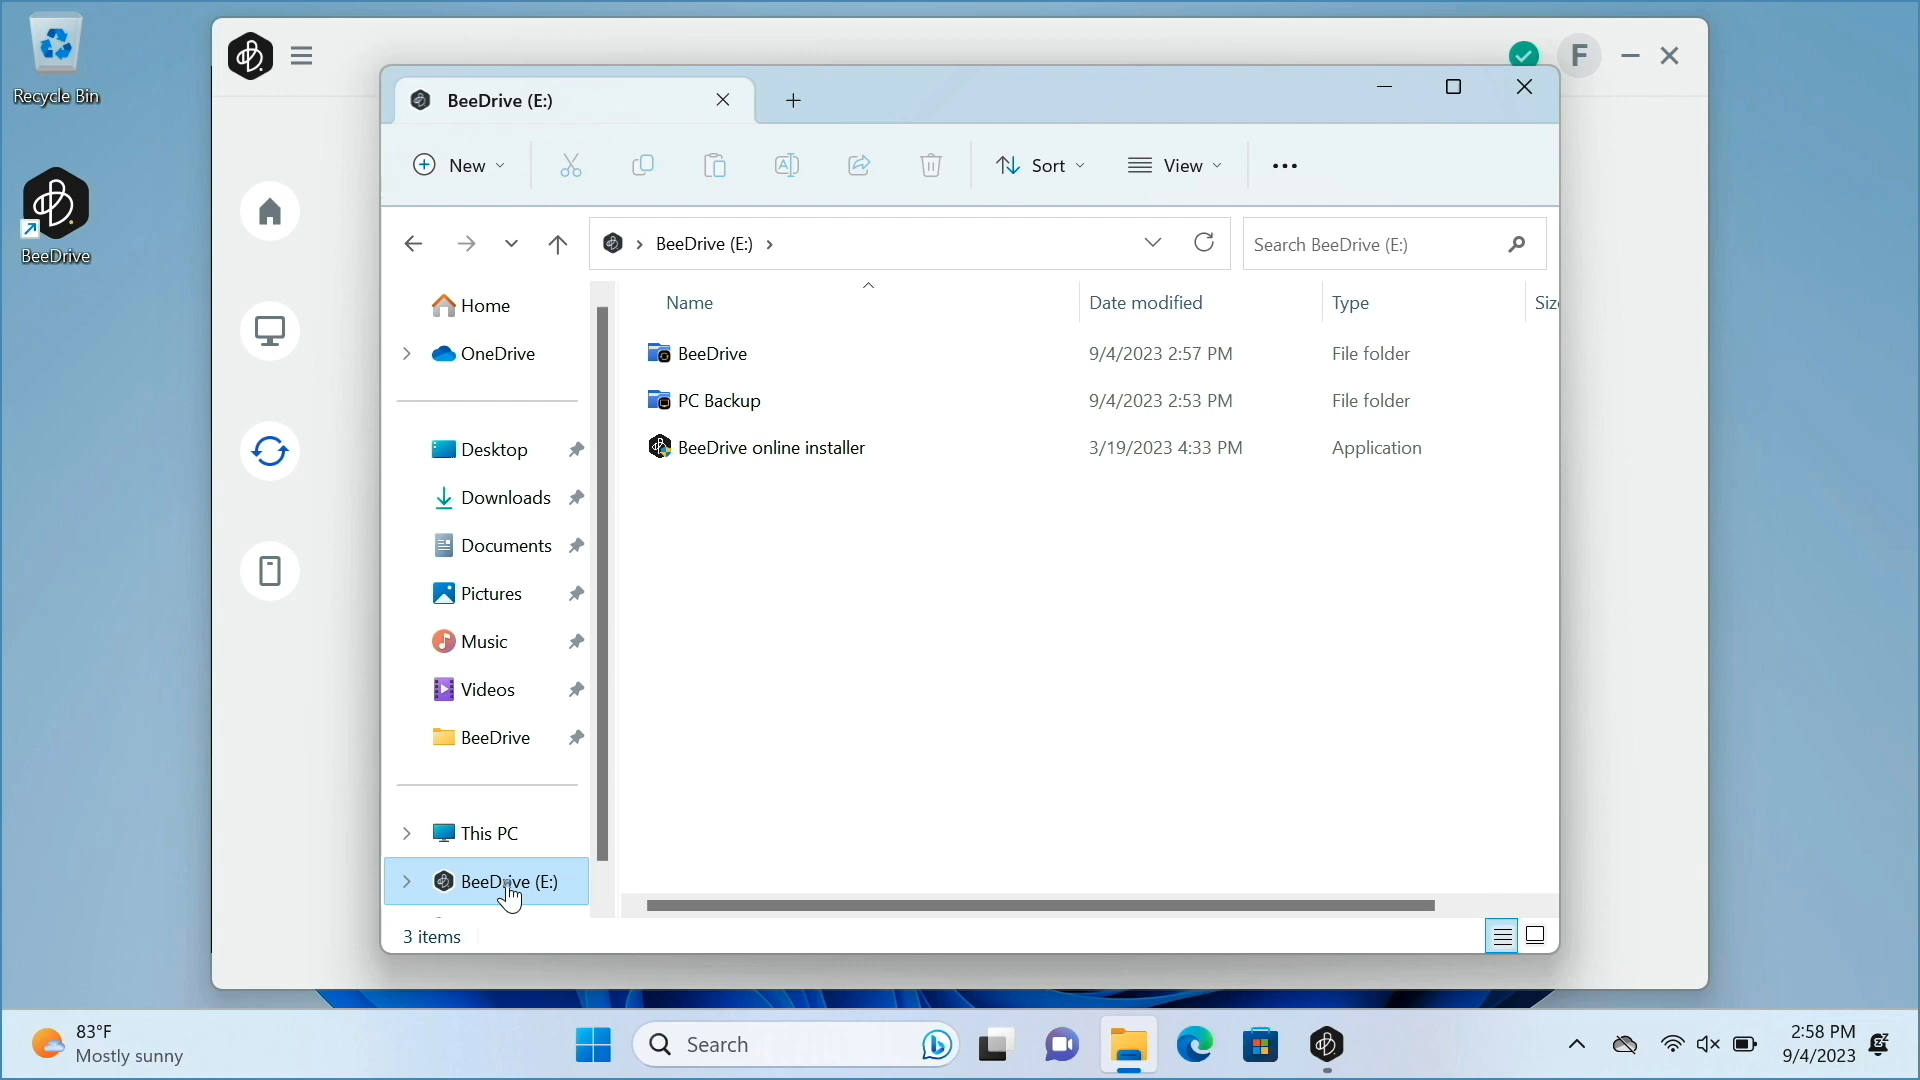 Recycle Bin
BeeDrive
F
BeeDrive (E:)
New
Sort
View
BeeDrive (E:)
Search BeeDrive (E:)
Home
OneDrive
Desktop
Downloads
Documents
Pictures
Music
Videos
BeeDrive
This PC
BeeDrive (E:)
Name Date modified Type Siz
BeeDrive 9/4/2023 2:57 PM File folder
PC Backup 9/4/2023 2:53 PM File folder
BeeDrive online installer 3/19/2023 4:33 PM Application
3 items
83°F
Mostly sunny
Search
2:58 PM
9/4/2023